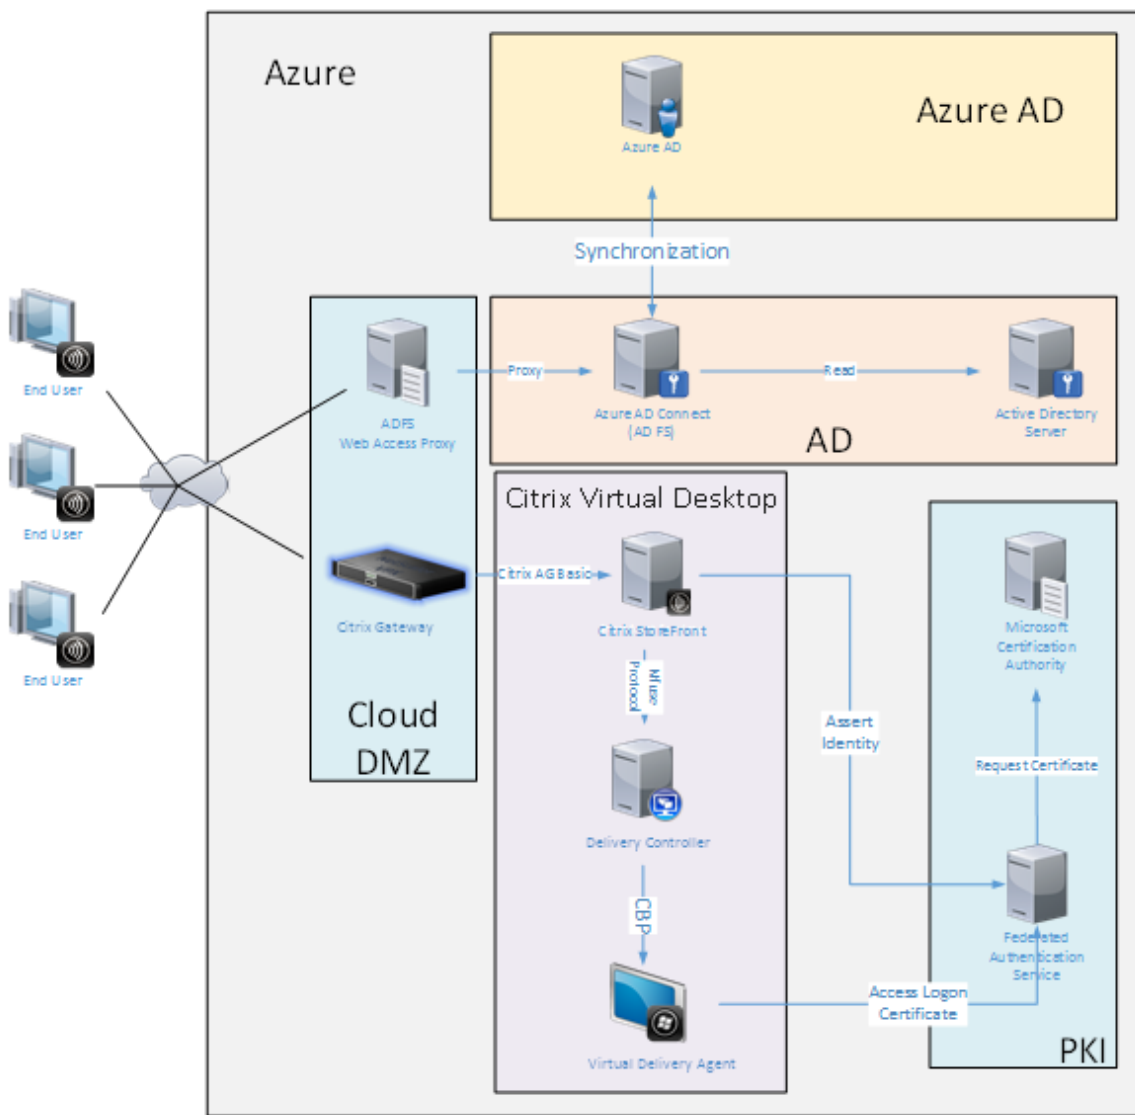 Azure
Azure AD
Azure AD
Synchronization
End User
End User
End User
ADFS
Web Access Proxy
Proxy
Azure AD Connect
(AD FS)
Read
Active Directory
Server
AD
Citrix Gateway
Cloud
DMZ
Citrix Virtual Desktop
Citrix AG Basic
Citrix StoreFront
Nfuse
Protocol
Delivery Controller
CBP
Virtual Delivery Agent
Assert
Identity
Access Logon
Certificate
Microsoft
Certification
Authority
Request Certificate
Federated
Authentication
Service
PKI